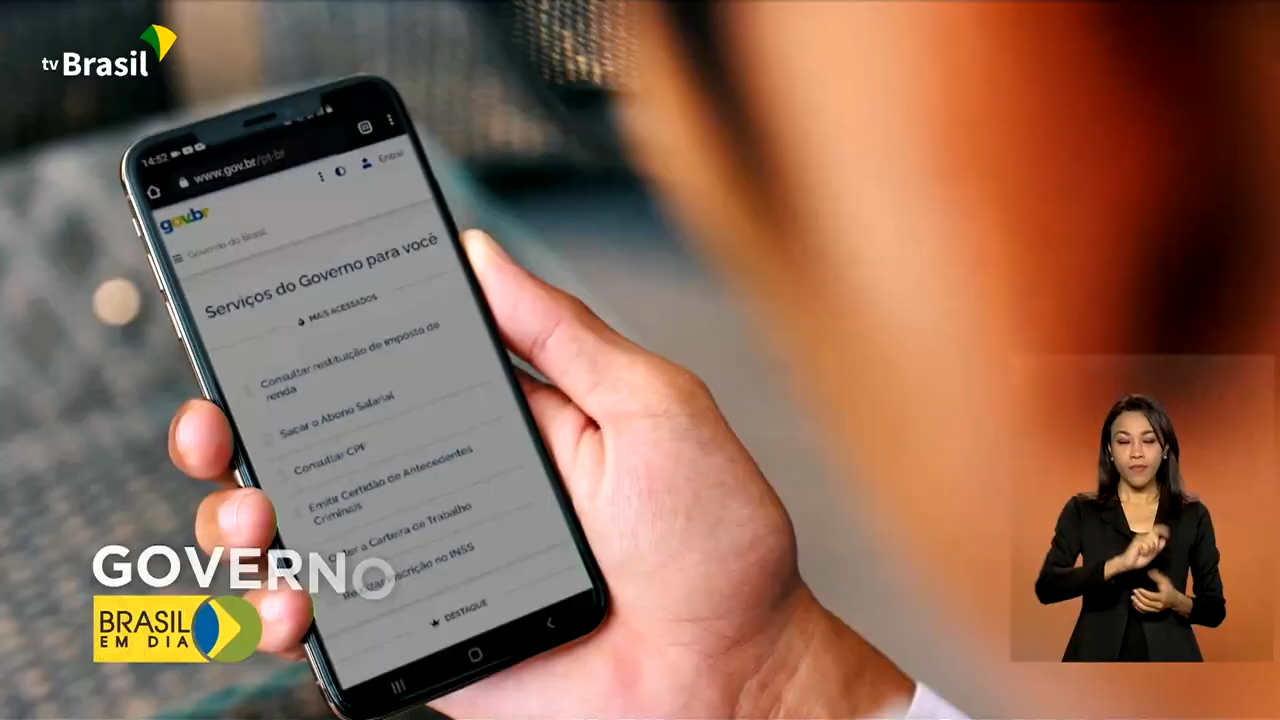 tv Brasil
14:52
www.gov.br/pt-br
Entrar
gov.br
Governo do Brasil
Serviços do Governo para você
MAIS ACESSADOS
Consultar restituição de imposto de
renda
Sacar o Abono Salarial
Consultar CPF
Emitir Certidão de Antecedentes
Criminais
a Carteira de Trabalho
inscrição no INSS
DESTAQUE
GOVERNO
BRASIL
EM DIA